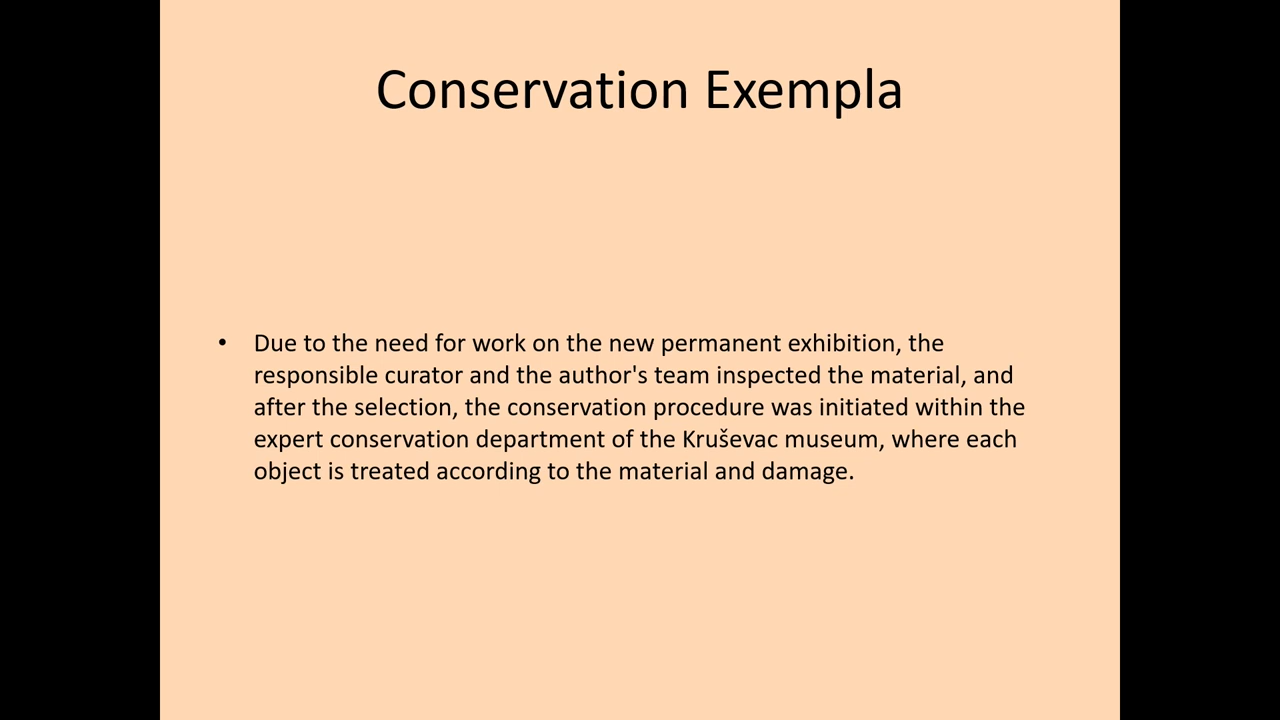 Conservation Exempla
• Due to the need for work on the new permanent exhibition, the
responsible curator and the author's team inspected the material, and
after the selection, the conservation procedure was initiated within the
expert conservation department of the Kruševac museum, where each
object is treated according to the material and damage.